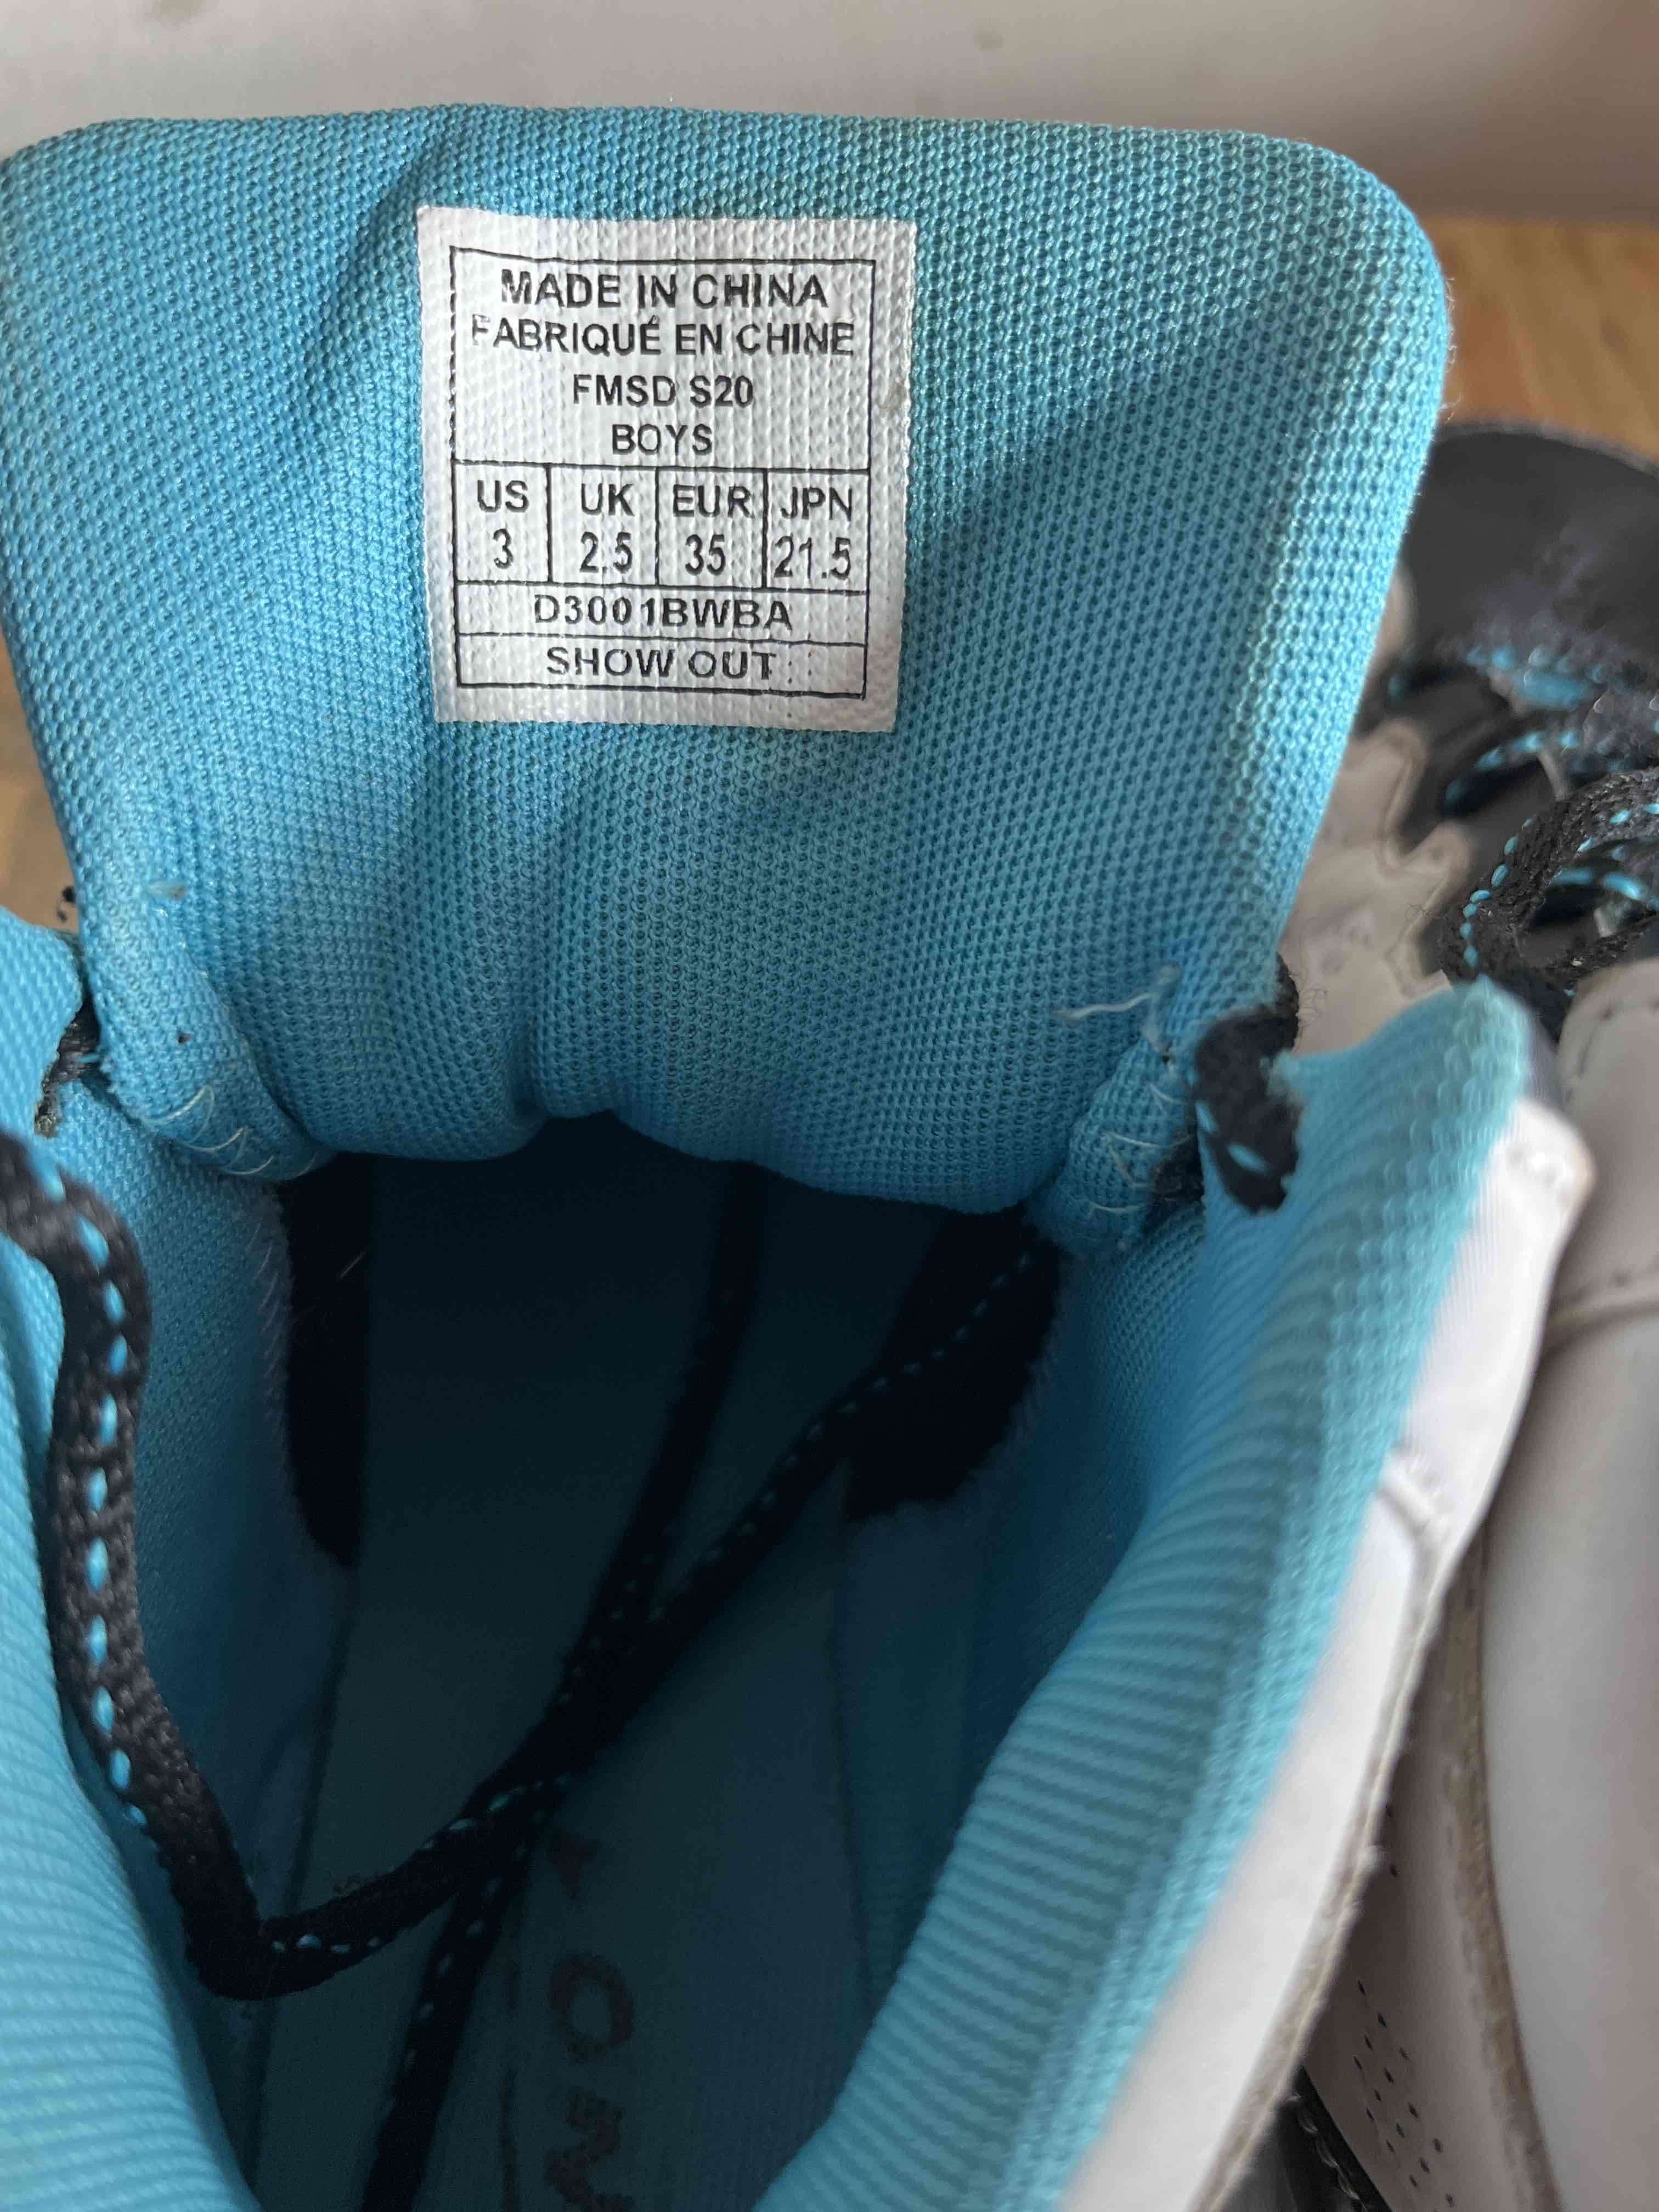 MADE IN CHINA
FABRIQUÉ EN CHINE
FMSD S20
BOYS
US UK EUR JPN
3 2.5 35 21.5
D3001BWBA
SHOW OUT